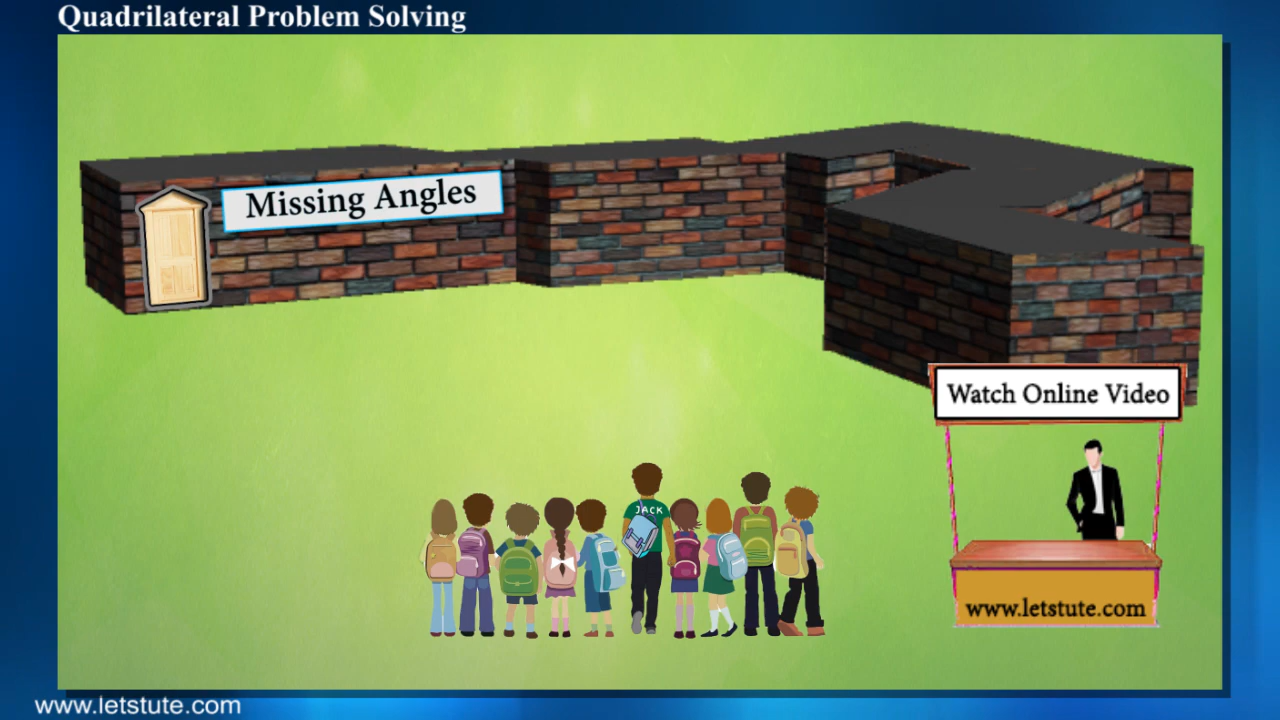 Quadrilateral Problem Solving
Missing Angles
Watch Online Video
JACK
www.letstute.com
www.letstute.com